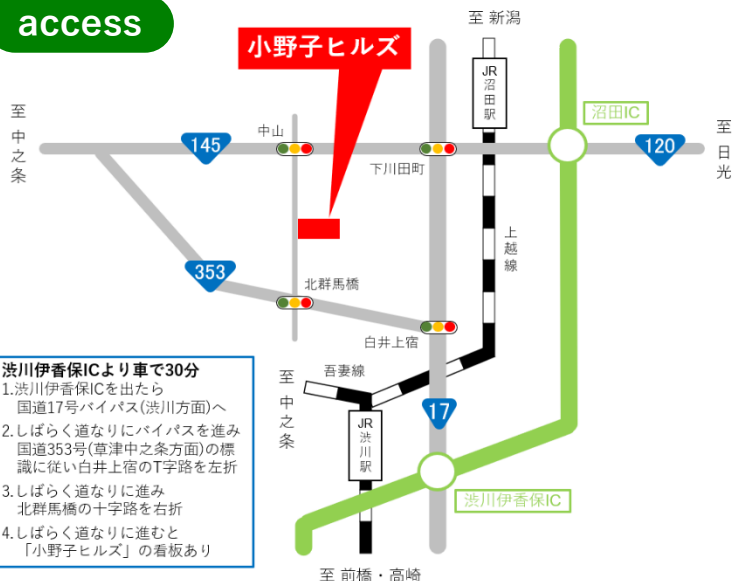 access
小野子ヒルズ
至 新潟
JR沼田駅
沼田IC
至 中之条
中山
145
下川田町
120
至 日光
上越線
353
北群馬橋
白井上宿
吾妻線
至 中之条
17
JR渋川駅
渋川伊香保IC
至 前橋・高崎
渋川伊香保ICより車で30分
1.渋川伊香保ICを出たら
国道17号バイパス(渋川方面)へ
2.しばらく道なりにバイパスを進み
国道353号(草津中之条方面)の標
識に従い白井上宿のT字路を左折
3.しばらく道なりに進み
北群馬橋の十字路を右折
4.しばらく道なりに進むと
「小野子ヒルズ」の看板あり